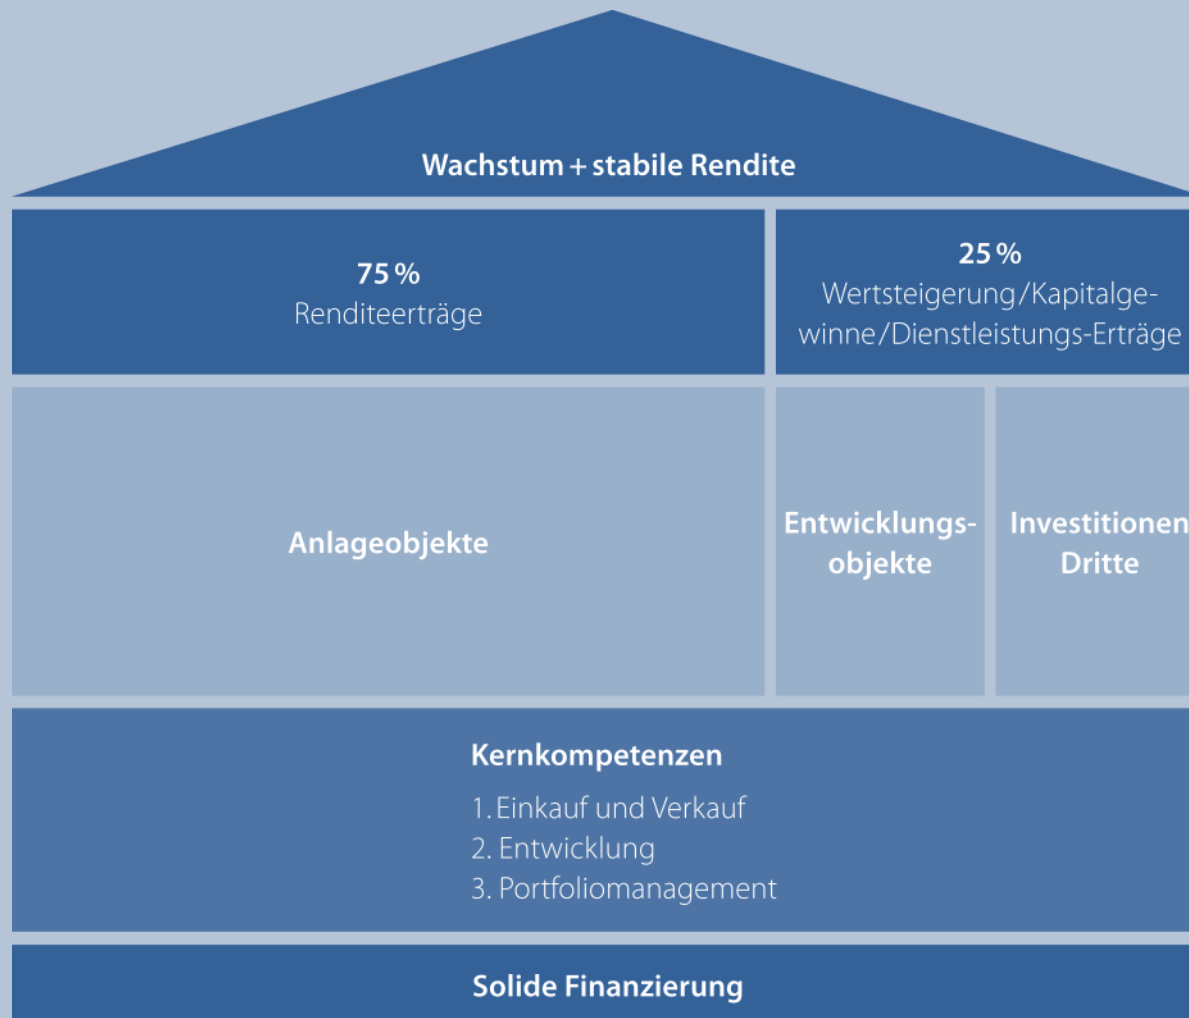 Wachstum + stabile Rendite
75 %
Renditeerträge
25 %
Wertsteigerung/Kapitalge-
winne/Dienstleistungs-Erträge
Anlageobjekte
Entwicklungs-
objekte
Investitionen
Dritte
Kernkompetenzen
1. Einkauf und Verkauf
2. Entwicklung
3. Portfoliomanagement
Solide Finanzierung